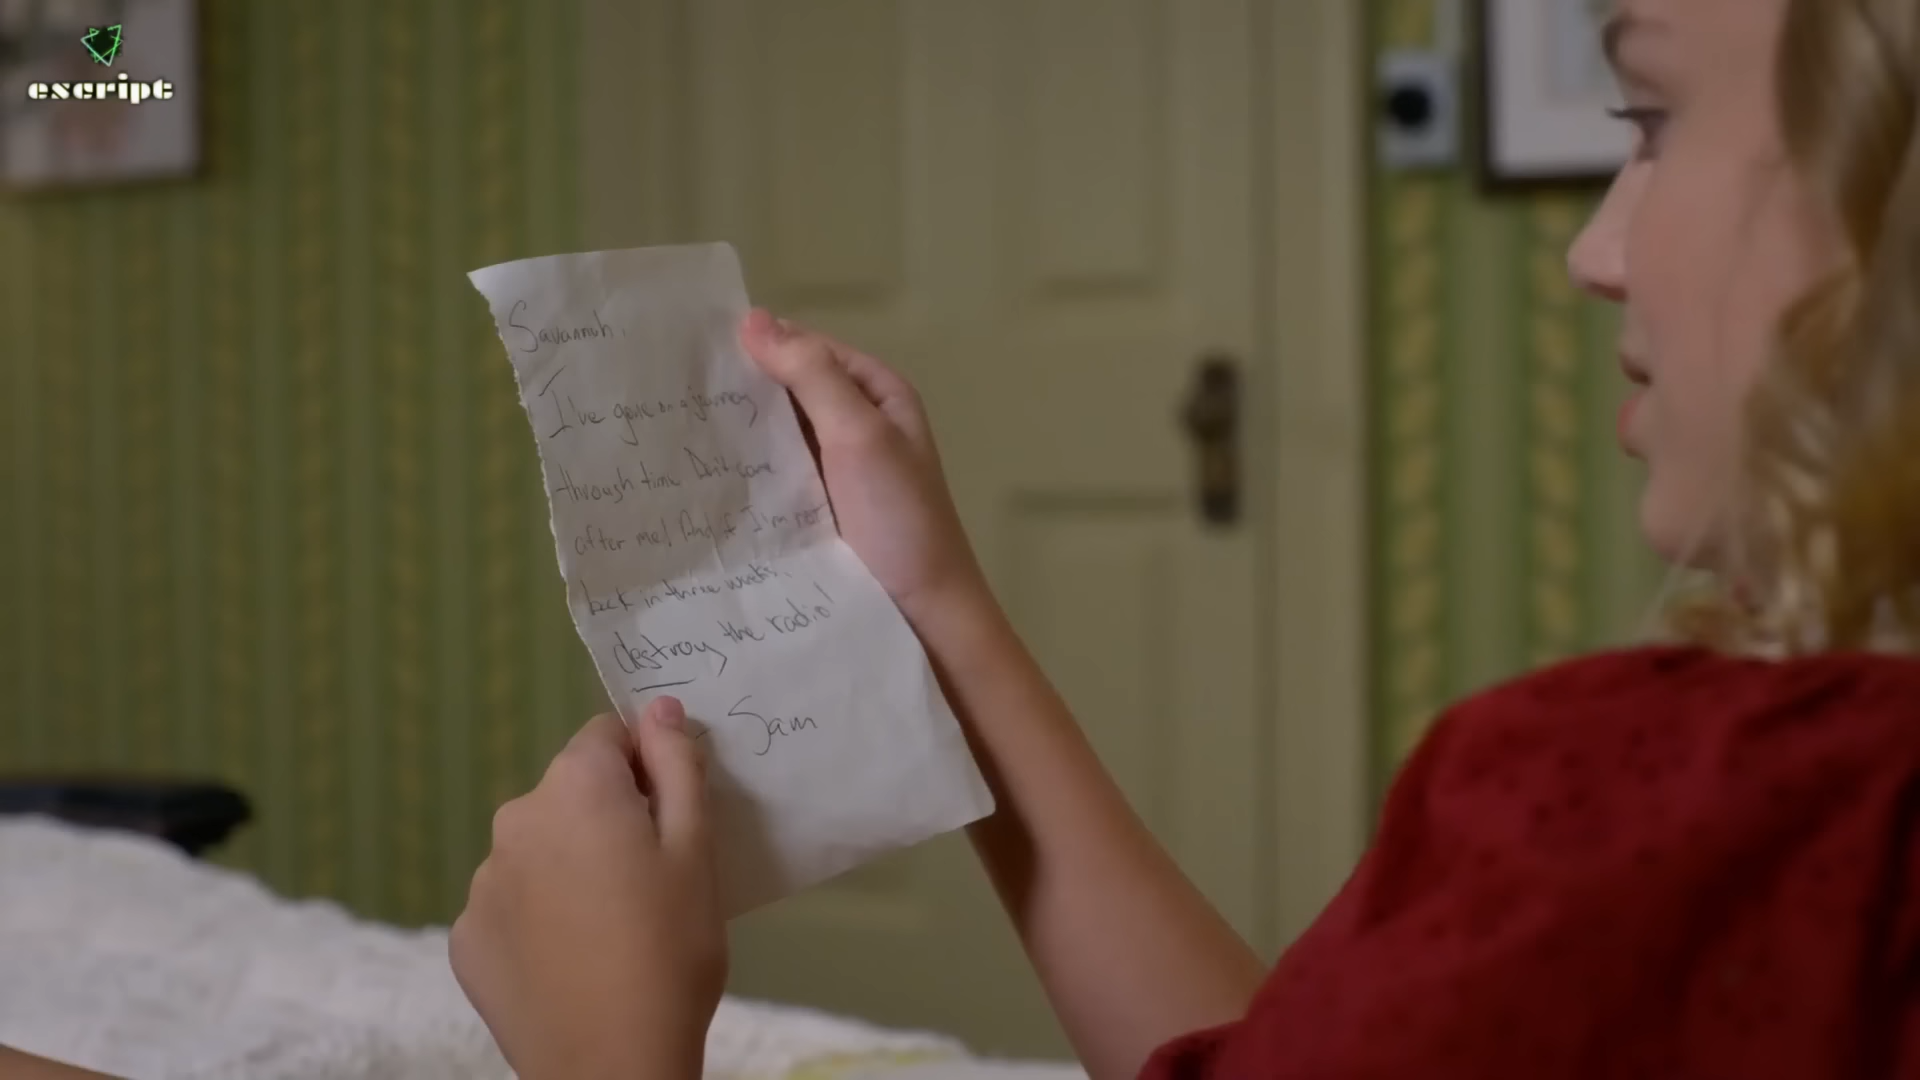 escript
Savannah,
I've gone on a journey
through time Don't come
after me! And if I'm not
back in three weeks,
destroy the radio!
- Sam